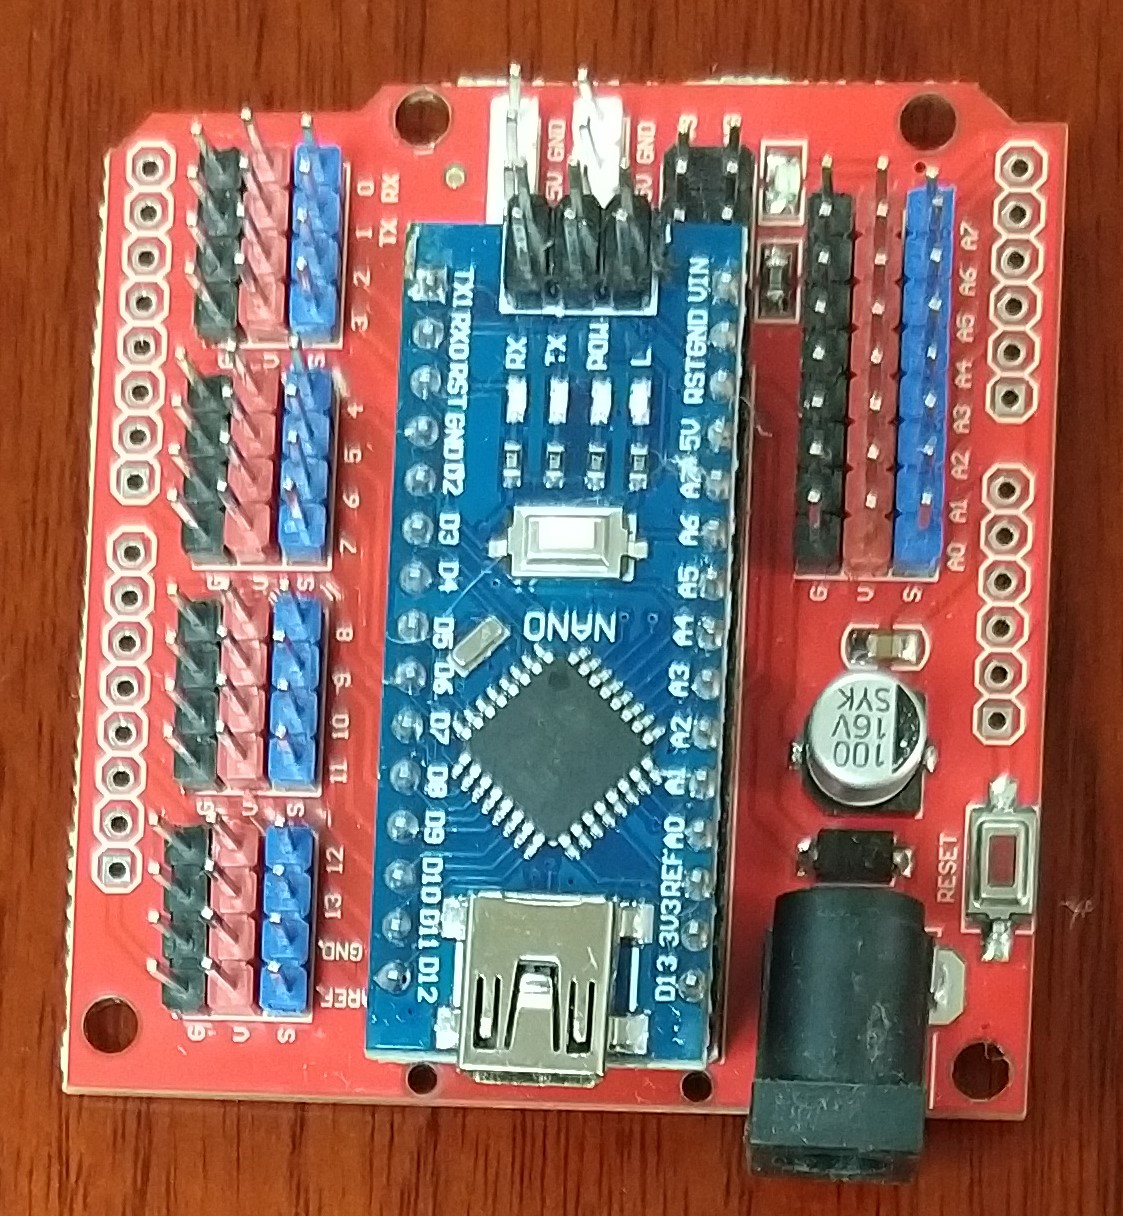 5V GND
5V GND
0 RX
1 TX
2
3
G V S
4
5
6
7
G V S
8
9
10
11
G V S
12
13
GND
AREF
G V S
TX1
RX0
RST
GND
D2
D3
D4
D5
D6
D7
D8
D9
D10
D11
D12
RX
TX
POW
L
NANO
VIN
GND
RST
5V
A7
A6
A5
A4
A3
A2
A1
A0
REF
3V3
D13
A7
A6
A5
A4
A3
A2
A1
A0
G V S
100
16V
SYK
RESET